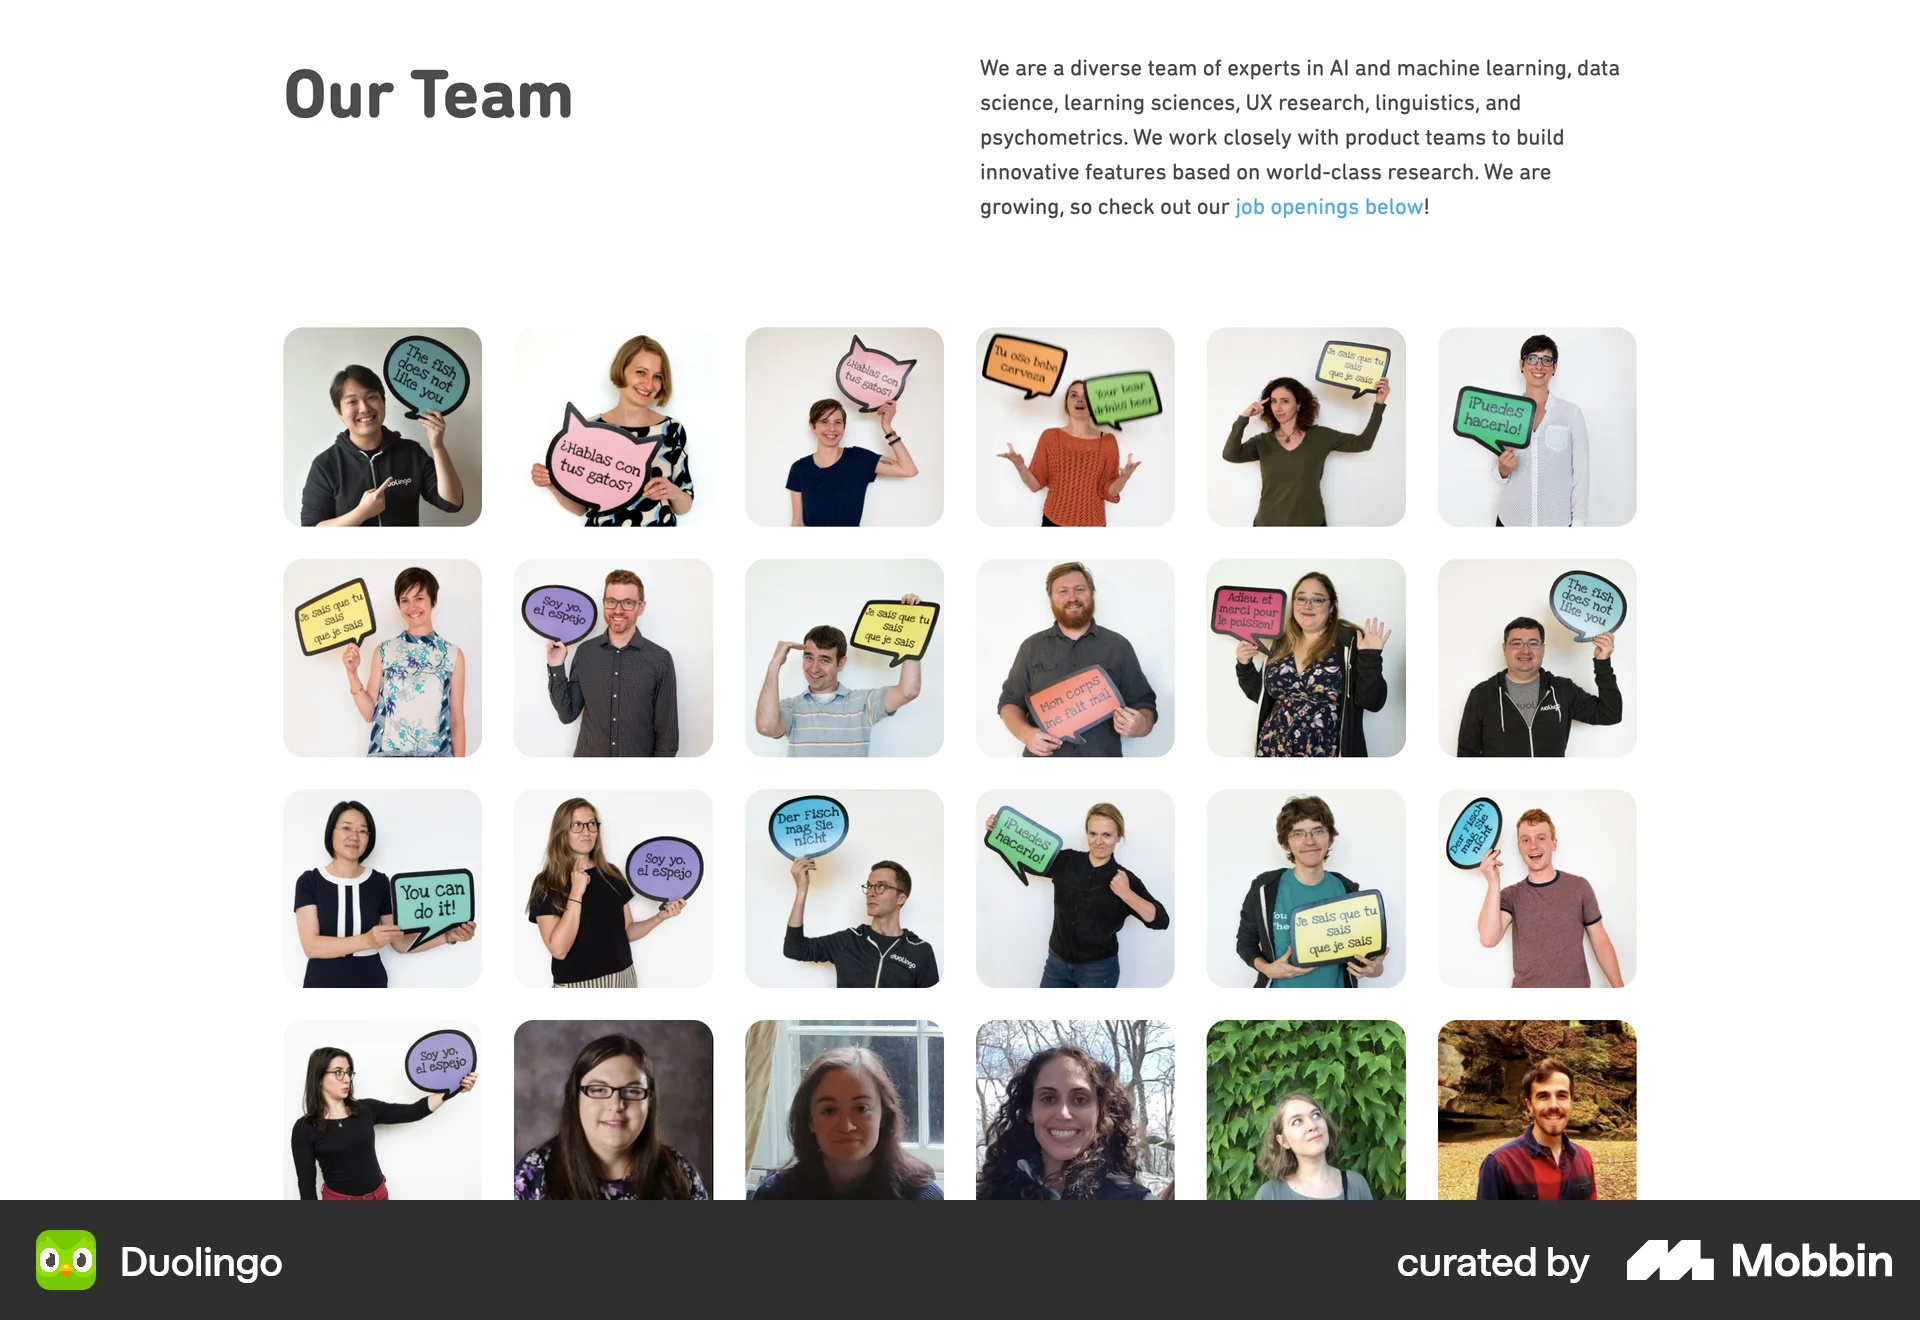 Our Team
We are a diverse team of experts in AI and machine learning, data
science, learning sciences, UX research, linguistics, and
psychometrics. We work closely with product teams to build
innovative features based on world-class research. We are
growing, so check out our job openings below!
The fish
does not
like you
duolingo
¿Hablas con
tus gatos?
¿Hablas con
tus gatos?
Tu oso bebe
cerveza
Your bear
drinks beer
Je sais que tu
sais
que je sais
¡Puedes
hacerlo!
Je sais que tu
sais
que je sais
Soy yo,
el espejo
Je sais que tu
sais
que je sais
Mon corps
me fait mal
Adieu, et
merci pour
le poisson!
The fish
does not
like you
duolingo
You can
do it!
Soy yo,
el espejo
Der Fisch
mag Sie
nicht
duolingo
¡Puedes
hacerlo!
Je sais que tu
sais
que je sais
Der Fisch
mag Sie
nicht
Soy yo,
el espejo
Duolingo
curated by
Mobbin